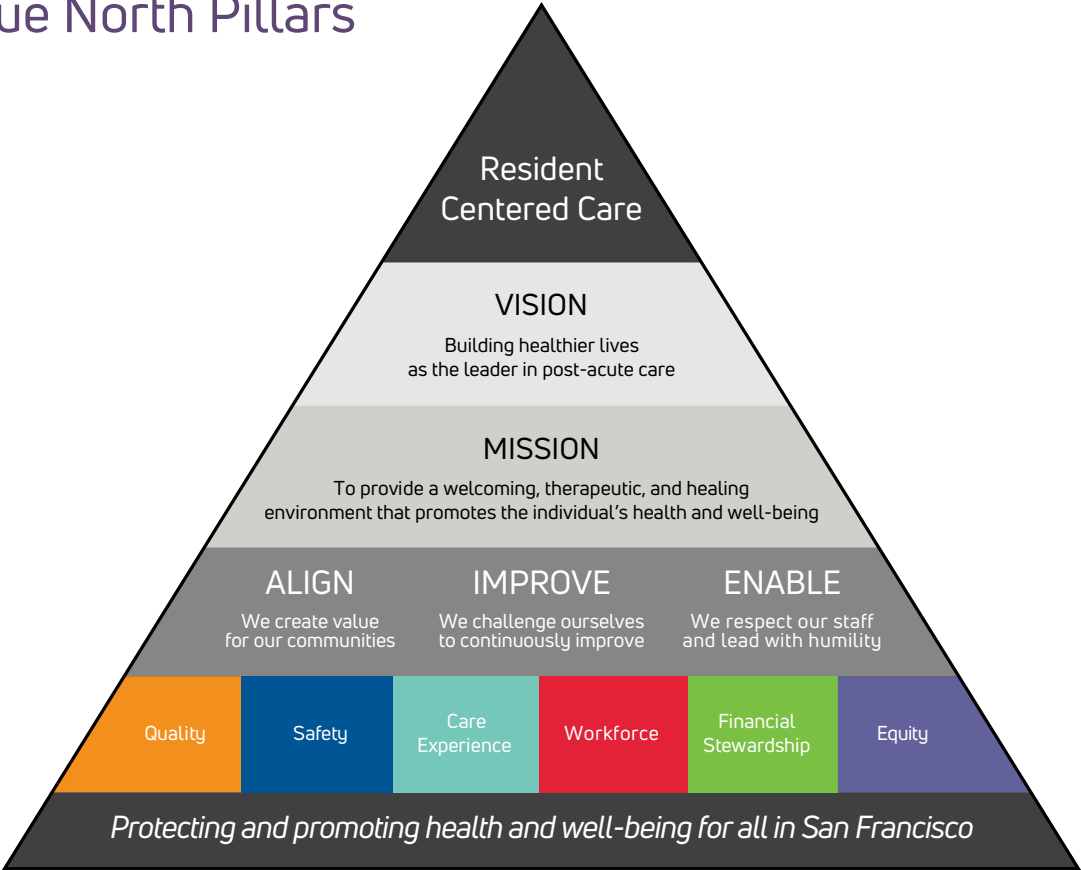 ue North Pillars
Resident
Centered Care
VISION
Building healthier lives
as the leader in post-acute care
MISSION
To provide a welcoming, therapeutic, and healing
environment that promotes the individual’s health and well-being
ALIGN
We create value
for our communities
IMPROVE
We challenge ourselves
to continuously improve
ENABLE
We respect our staff
and lead with humility
Quality
Safety
Care
Experience
Workforce
Financial
Stewardship
Equity
Protecting and promoting health and well-being for all in San Francisco